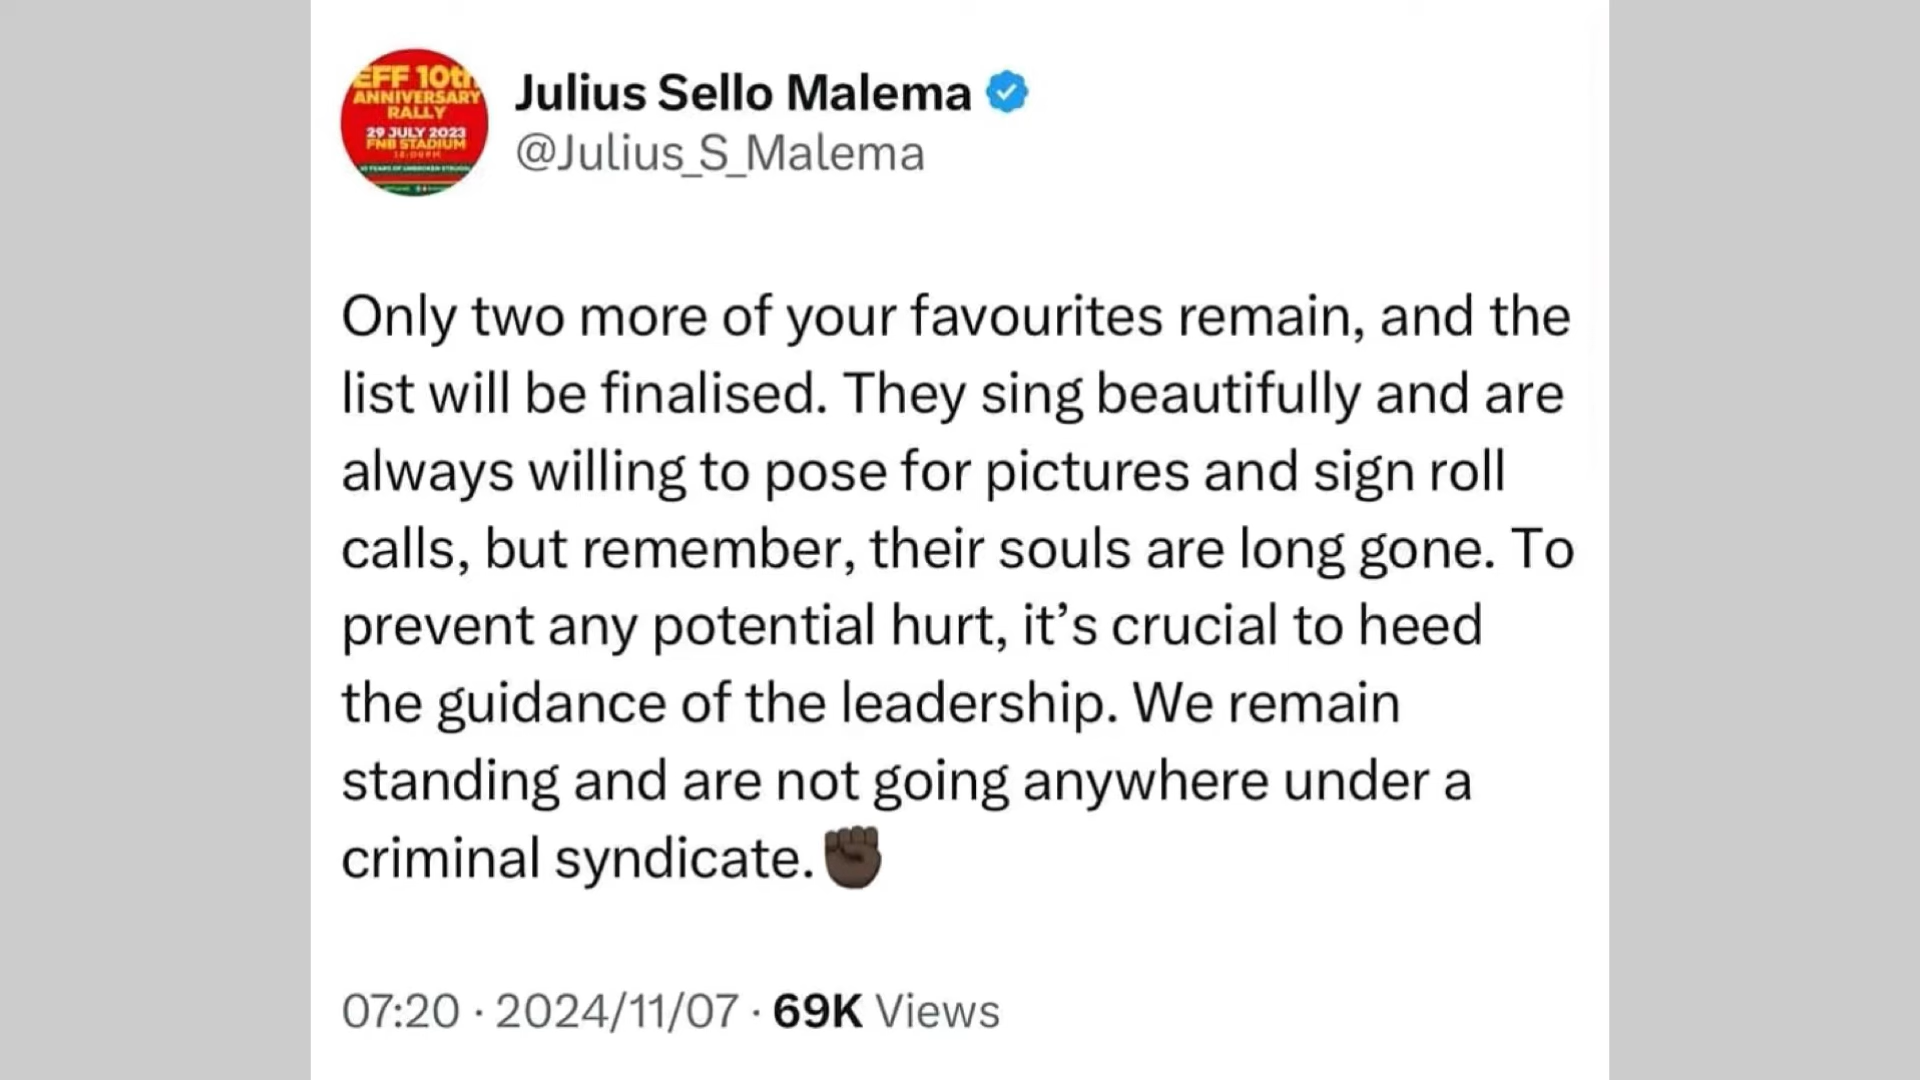 EFF 10th
ANNIVERSARY
RALLY
29 JULY 2023
FNB STADIUM
Julius Sello Malema
@Julius_S_Malema
Only two more of your favourites remain, and the
list will be finalised. They sing beautifully and are
always willing to pose for pictures and sign roll
calls, but remember, their souls are long gone. To
prevent any potential hurt, it’s crucial to heed
the guidance of the leadership. We remain
standing and are not going anywhere under a
criminal syndicate.✊🏿
07:20 · 2024/11/07 · 69K Views